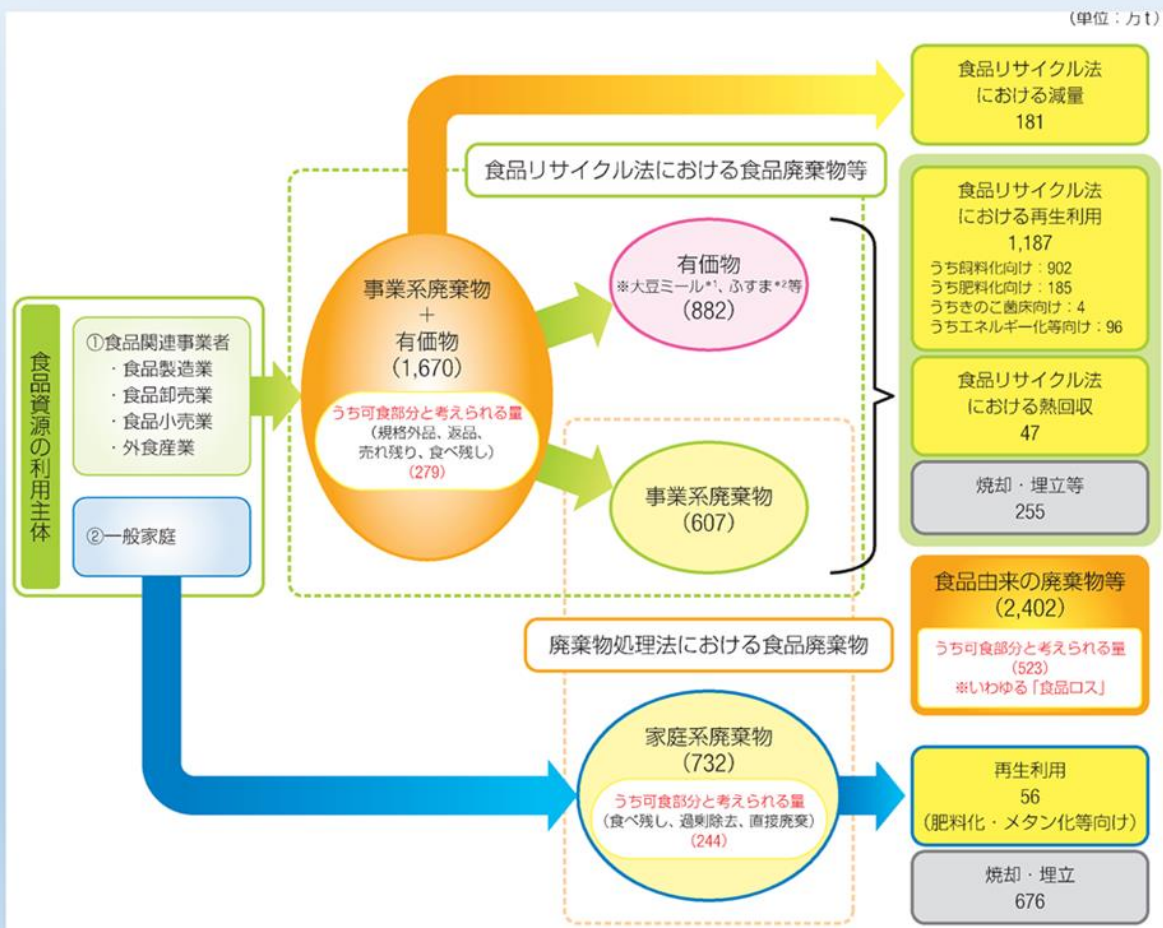 (単位：万t)
食品リサイクル法
における減量
181
食品リサイクル法における食品廃棄物等
食品リサイクル法
における再生利用
1,187
うち飼料化向け：902
うち肥料化向け：185
うちきのこ菌床向け：4
うちエネルギー化等向け：96
有価物
※大豆ミール*1、ふすま*2等
(882)
事業系廃棄物
+
有価物
(1,670)
うち可食部分と考えられる量
(規格外品、返品、
売れ残り、食べ残し)
(279)
食品資源の利用主体
①食品関連事業者
・食品製造業
・食品卸売業
・食品小売業
・外食産業
②一般家庭
食品リサイクル法
における熱回収
47
事業系廃棄物
(607)
焼却・埋立等
255
食品由来の廃棄物等
(2,402)
うち可食部分と考えられる量
(523)
※いわゆる「食品ロス」
廃棄物処理法における食品廃棄物
家庭系廃棄物
(732)
うち可食部分と考えられる量
(食べ残し、過剰除去、直接廃棄)
(244)
再生利用
56
(肥料化・メタン化等向け)
焼却・埋立
676